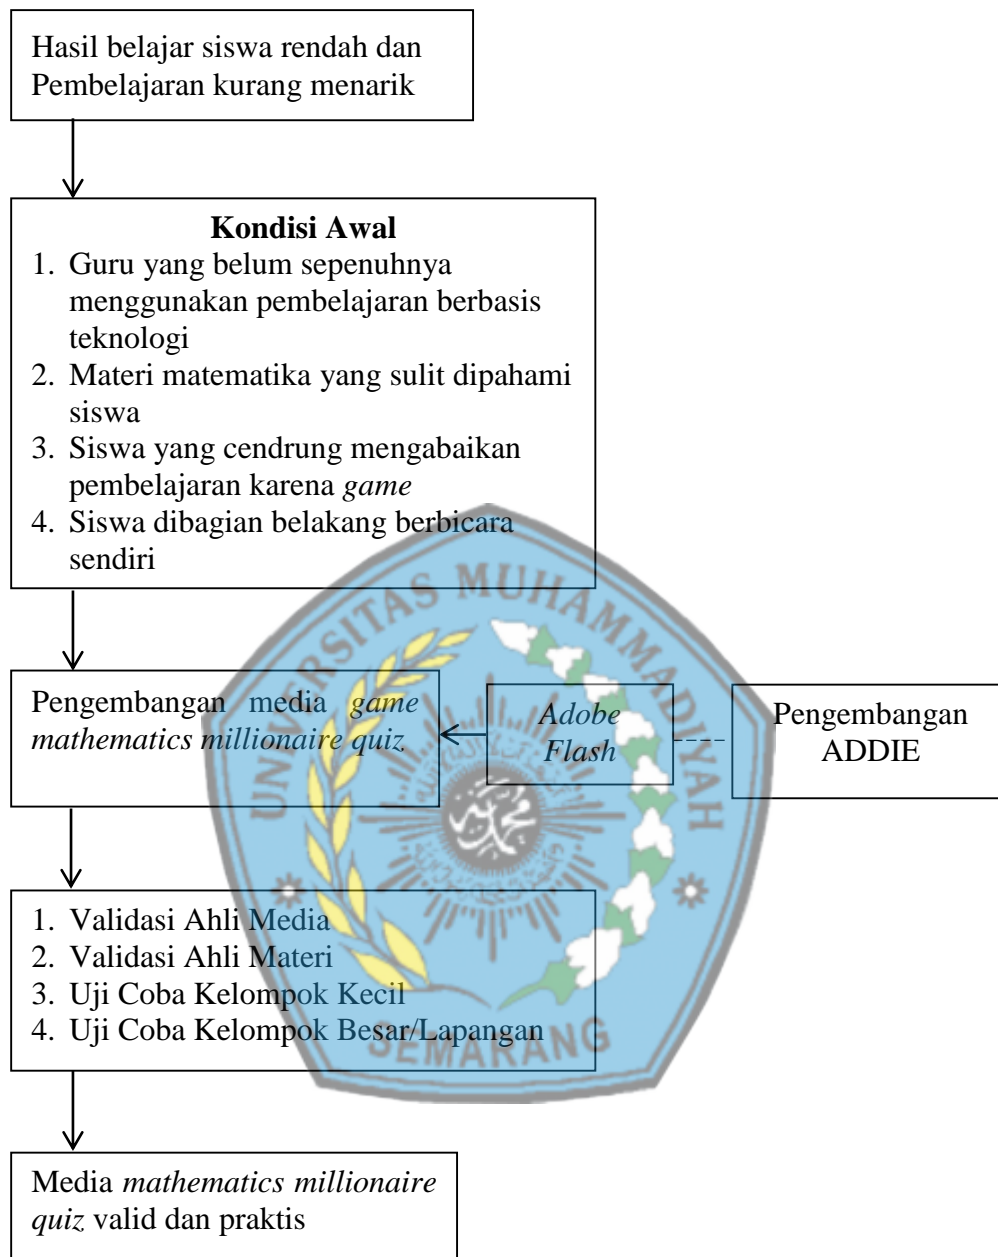 Hasil belajar siswa rendah dan
Pembelajaran kurang menarik
Kondisi Awal
1. Guru yang belum sepenuhnya
menggunakan pembelajaran berbasis
teknologi
2. Materi matematika yang sulit dipahami
siswa
3. Siswa yang cendrung mengabaikan
pembelajaran karena game
4. Siswa dibagian belakang berbicara
sendiri
Pengembangan media game
mathematics millionaire quiz
Adobe
Flash
Pengembangan
ADDIE
1. Validasi Ahli Media
2. Validasi Ahli Materi
3. Uji Coba Kelompok Kecil
4. Uji Coba Kelompok Besar/Lapangan
Media mathematics millionaire
quiz valid dan praktis
UNIVERSITAS MUHAMMADIYAH
SEMARANG